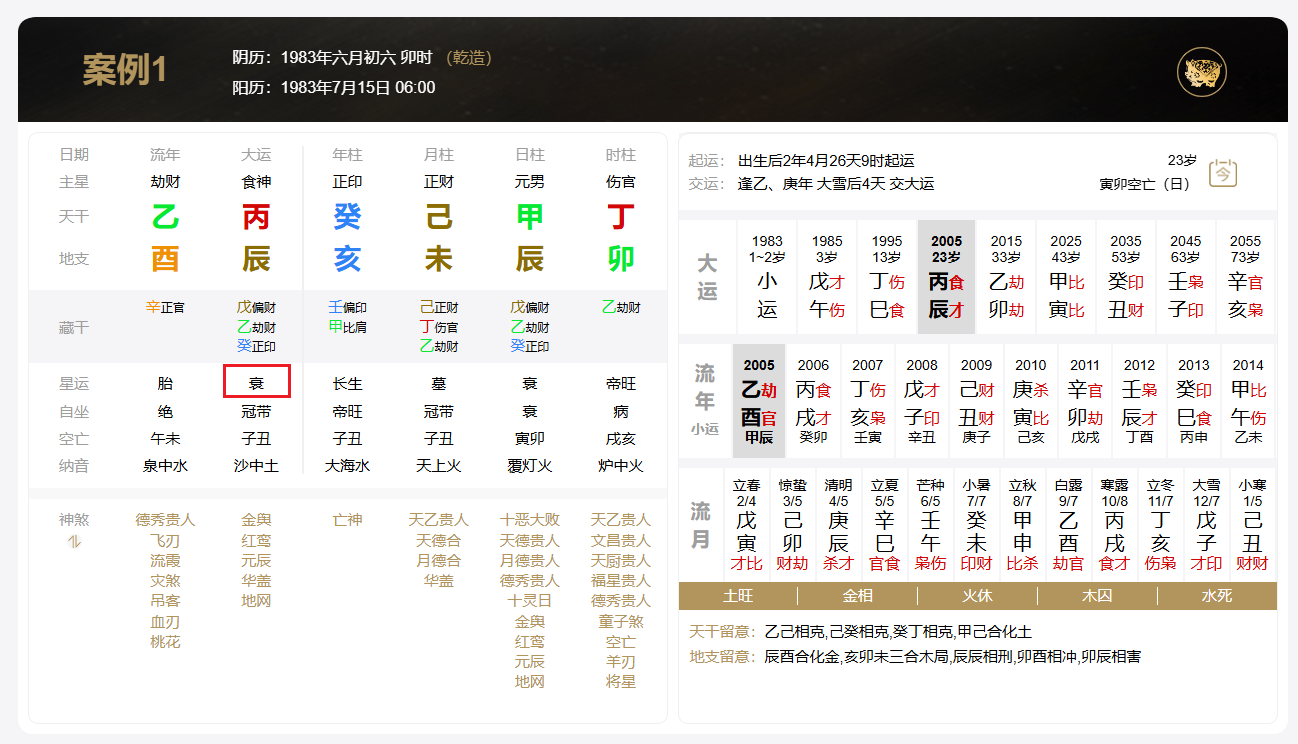 案例1
阴历：1983年六月初六 卯时 （乾造）
阳历：1983年7月15日 06:00
日期 流年 大运 年柱 月柱 日柱 时柱
主星 劫财 食神 正印 正财 元男 伤官
天干 乙 丙 癸 己 甲 丁
地支 酉 辰 亥 未 辰 卯
藏干 辛正官 戊偏财 壬偏印 己正财 戊偏财 乙劫财
乙劫财 甲比肩 丁伤官 乙劫财
癸正印 乙劫财 癸正印
星运 胎 衰 长生 墓 衰 帝旺
自坐 绝 冠带 帝旺 冠带 衰 病
空亡 午未 子丑 子丑 子丑 寅卯 戌亥
纳音 泉中水 沙中土 大海水 天上火 覆灯火 炉中火
神煞 德秀贵人 金舆 亡神 天乙贵人 十恶大败 天乙贵人
飞刃 红鸾 天德合 天德贵人 文昌贵人
流霞 元辰 月德合 月德贵人 天厨贵人
灾煞 华盖 华盖 德秀贵人 福星贵人
吊客 地网 十灵日 德秀贵人
血刃 金舆 童子煞
桃花 红鸾 空亡
元辰 羊刃
地网 将星
起运： 出生后2年4月26天9时起运 23岁
交运： 逢乙、庚年 大雪后4天 交大运 寅卯空亡（日） 今
大运
1983 1985 1995 2005 2015 2025 2035 2045 2055
1~2岁 3岁 13岁 23岁 33岁 43岁 53岁 63岁 73岁
小 戊才 丁伤 丙食 乙劫 甲比 癸印 壬枭 辛官
运 午伤 巳食 辰才 卯劫 寅比 丑财 子印 亥枭
流年
小运
2005 2006 2007 2008 2009 2010 2011 2012 2013 2014
乙劫 丙食 丁伤 戊才 己财 庚杀 辛官 壬枭 癸印 甲比
酉官 戌才 亥枭 子印 丑财 寅比 卯劫 辰才 巳食 午伤
甲辰 癸卯 壬寅 辛丑 庚子 己亥 戊戌 丁酉 丙申 乙未
流月
立春 惊蛰 清明 立夏 芒种 小暑 立秋 白露 寒露 立冬 大雪 小寒
2/4 3/5 4/5 5/5 6/5 7/7 8/7 9/7 10/8 11/7 12/7 1/5
戊 己 庚 辛 壬 癸 甲 乙 丙 丁 戊 己
寅 卯 辰 巳 午 未 申 酉 戌 亥 子 丑
才比 财劫 杀才 官食 枭伤 印财 比杀 劫官 食才 伤枭 才印 财财
土旺 金相 火休 木囚 水死
天干留意： 乙己相克,己癸相克,癸丁相克,甲己合化土
地支留意： 辰酉合化金,亥卯未三合木局,辰辰相刑,卯酉相冲,卯辰相害